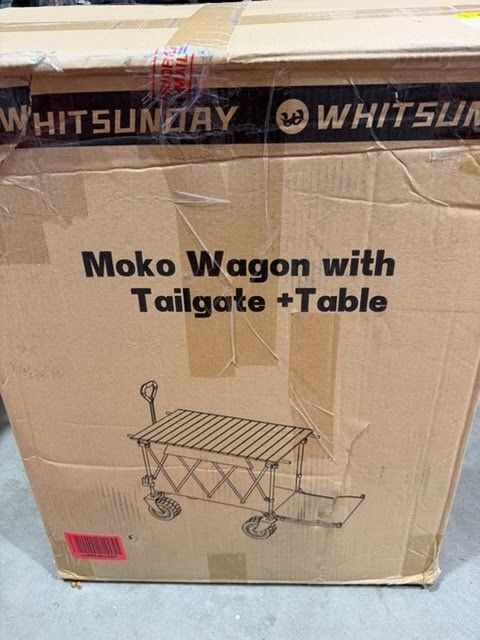 WHITSUNDAY WHITSUN
Moko Wagon with
Tailgate +Table